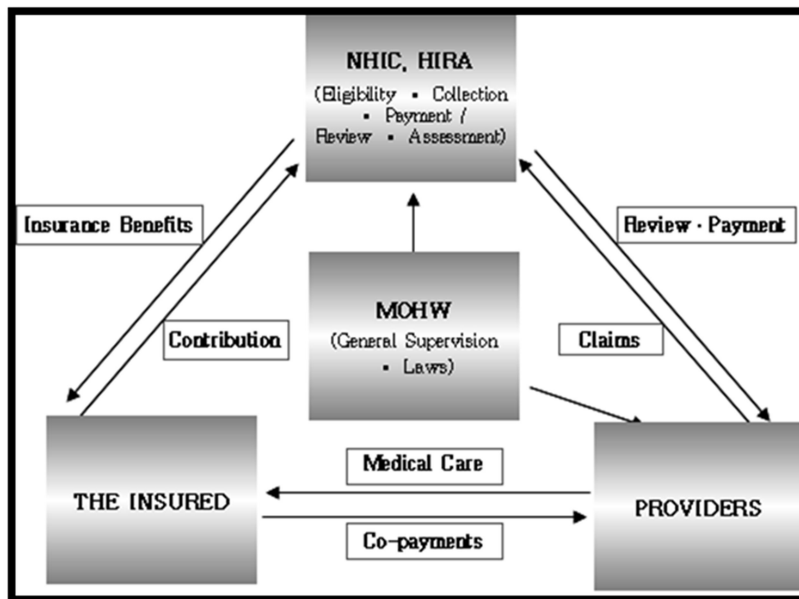 NHIC, HIRA
(Eligibility ▪ Collection
▪ Payment /
Review ▪ Assessment)
Insurance Benefits
Review · Payment
MOHW
(General Supervision
▪ Laws)
Contribution
Claims
Medical Care
THE INSURED
PROVIDERS
Co-payments